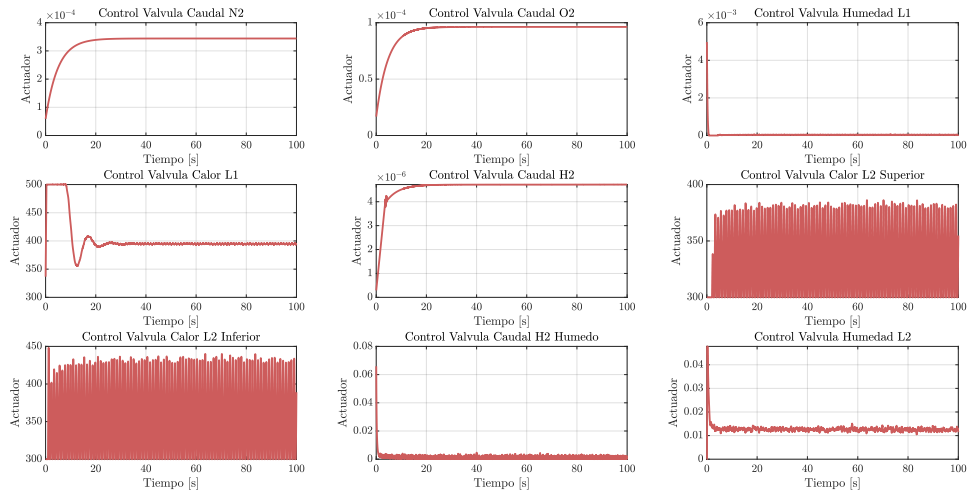 ×10⁻⁴ Control Valvula Caudal N2
Actuador
4
3
2
1
0
0 20 40 60 80 100
Tiempo [s]
×10⁻⁴ Control Valvula Caudal O2
Actuador
1
0.5
0
0 20 40 60 80 100
Tiempo [s]
×10⁻³ Control Valvula Humedad L1
Actuador
6
4
2
0
0 20 40 60 80 100
Tiempo [s]
Control Valvula Calor L1
Actuador
500
450
400
350
300
0 20 40 60 80 100
Tiempo [s]
×10⁻⁶ Control Valvula Caudal H2
Actuador
4
2
0
0 20 40 60 80 100
Tiempo [s]
Control Valvula Calor L2 Superior
Actuador
400
350
300
0 20 40 60 80 100
Tiempo [s]
Control Valvula Calor L2 Inferior
Actuador
450
400
350
300
0 20 40 60 80 100
Tiempo [s]
Control Valvula Caudal H2 Humedo
Actuador
0.08
0.06
0.04
0.02
0
0 20 40 60 80 100
Tiempo [s]
Control Valvula Humedad L2
Actuador
0.04
0.03
0.02
0.01
0
0 20 40 60 80 100
Tiempo [s]